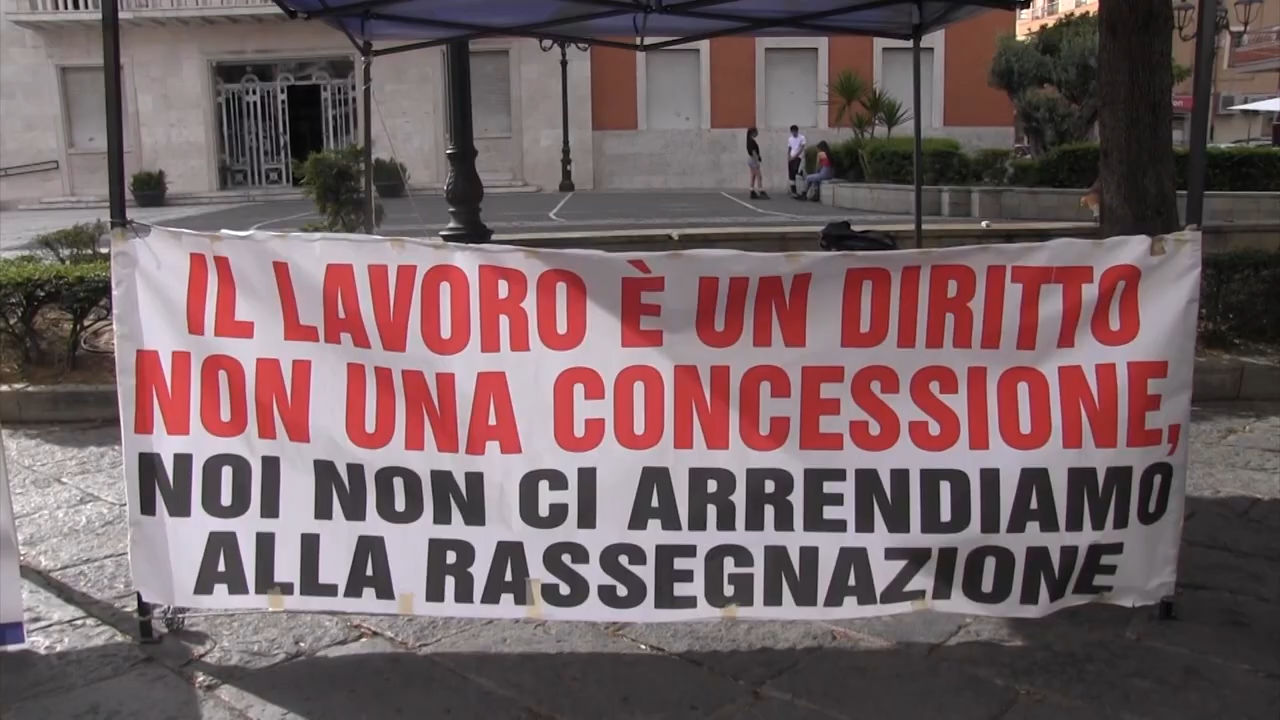 IL LAVORO È UN DIRITTO
NON UNA CONCESSIONE,
NOI NON CI ARRENDIAMO
ALLA RASSEGNAZIONE